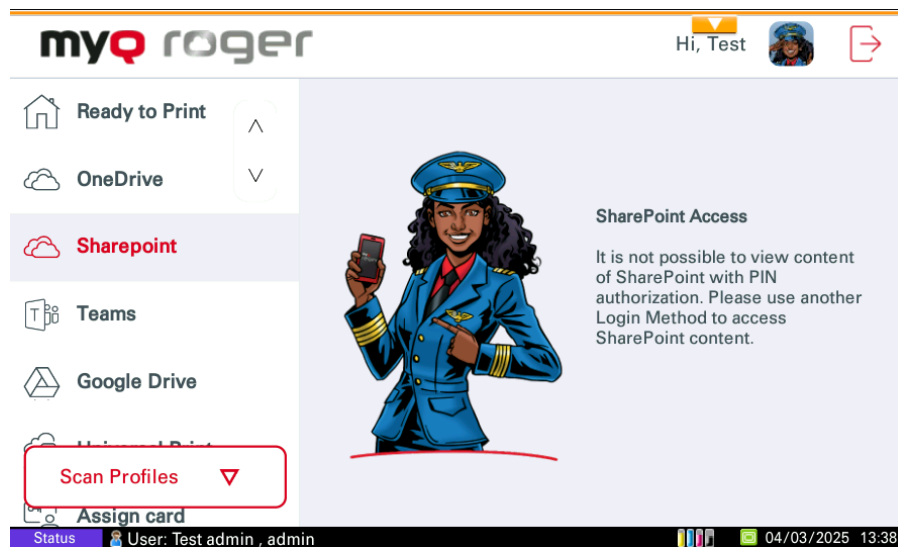 myQ roger
Hi, Test
Ready to Print
OneDrive
Sharepoint
Teams
Google Drive
Universal Print
Scan Profiles
Assign card
SharePoint Access
It is not possible to view content
of SharePoint with PIN
authorization. Please use another
Login Method to access
SharePoint content.
Status
User: Test admin , admin
04/03/2025 13:38